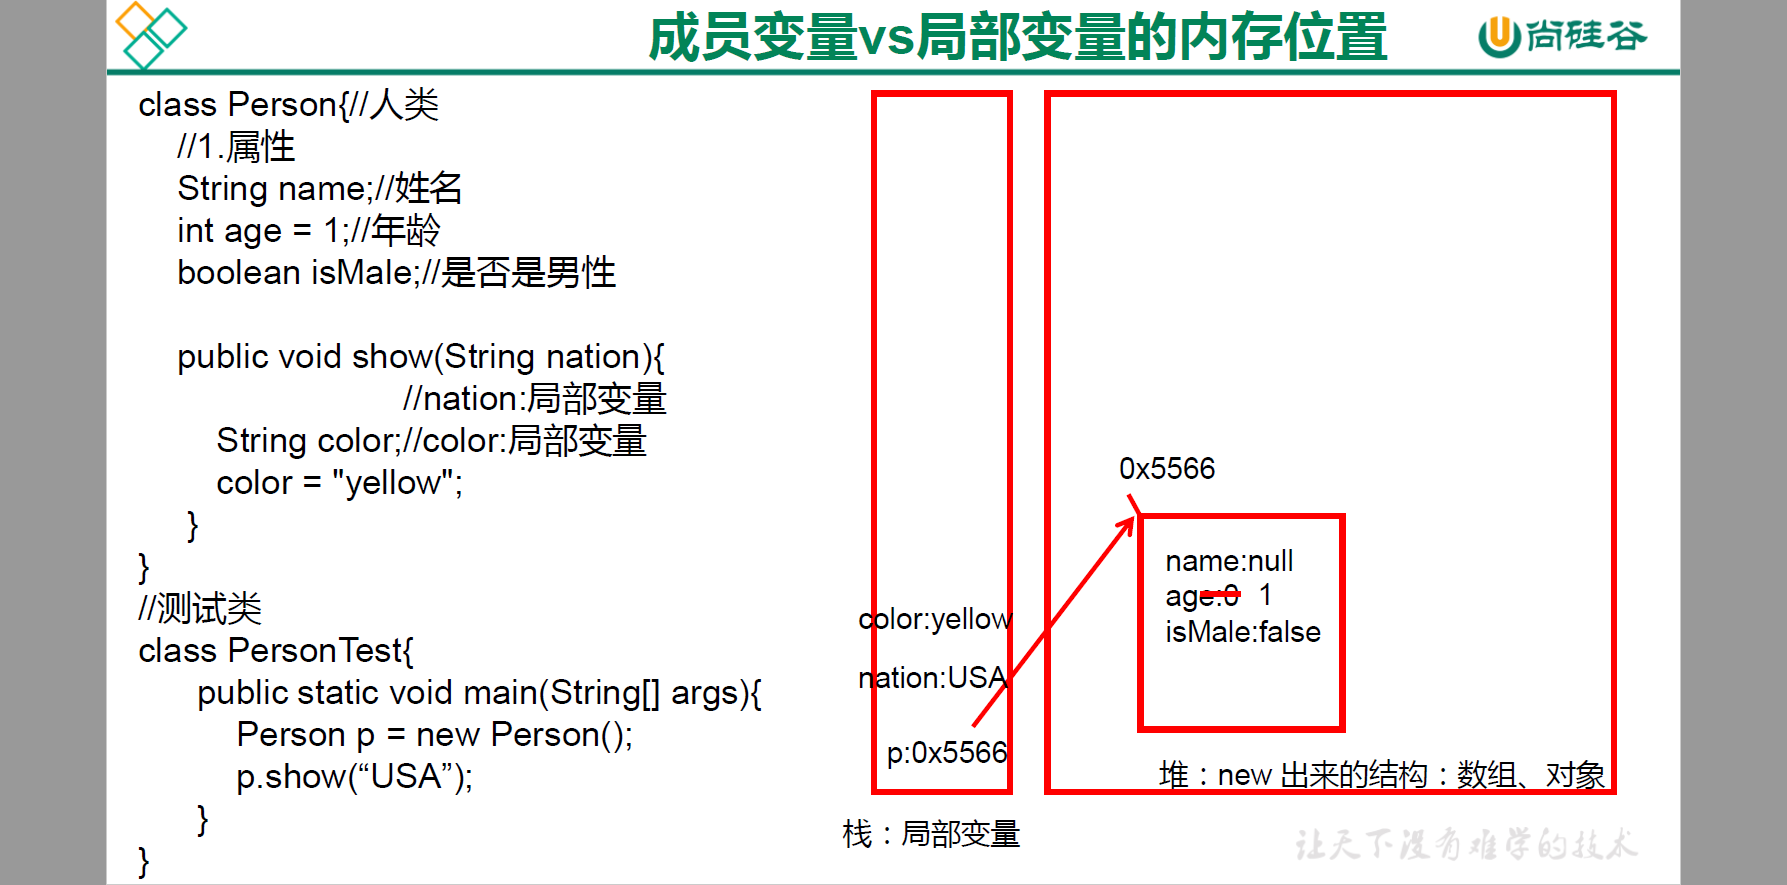 成员变量vs局部变量的内存位置
尚硅谷
class Person{//人类
//1.属性
String name;//姓名
int age = 1;//年龄
boolean isMale;//是否是男性
public void show(String nation){
//nation:局部变量
String color;//color:局部变量
color = "yellow";
}
}
//测试类
class PersonTest{
public static void main(String[] args){
Person p = new Person();
p.show(“USA”);
}
}
color:yellow
nation:USA
p:0x5566
栈：局部变量
0x5566
name:null
age:0 1
isMale:false
堆：new 出来的结构：数组、对象
让天下没有难学的技术